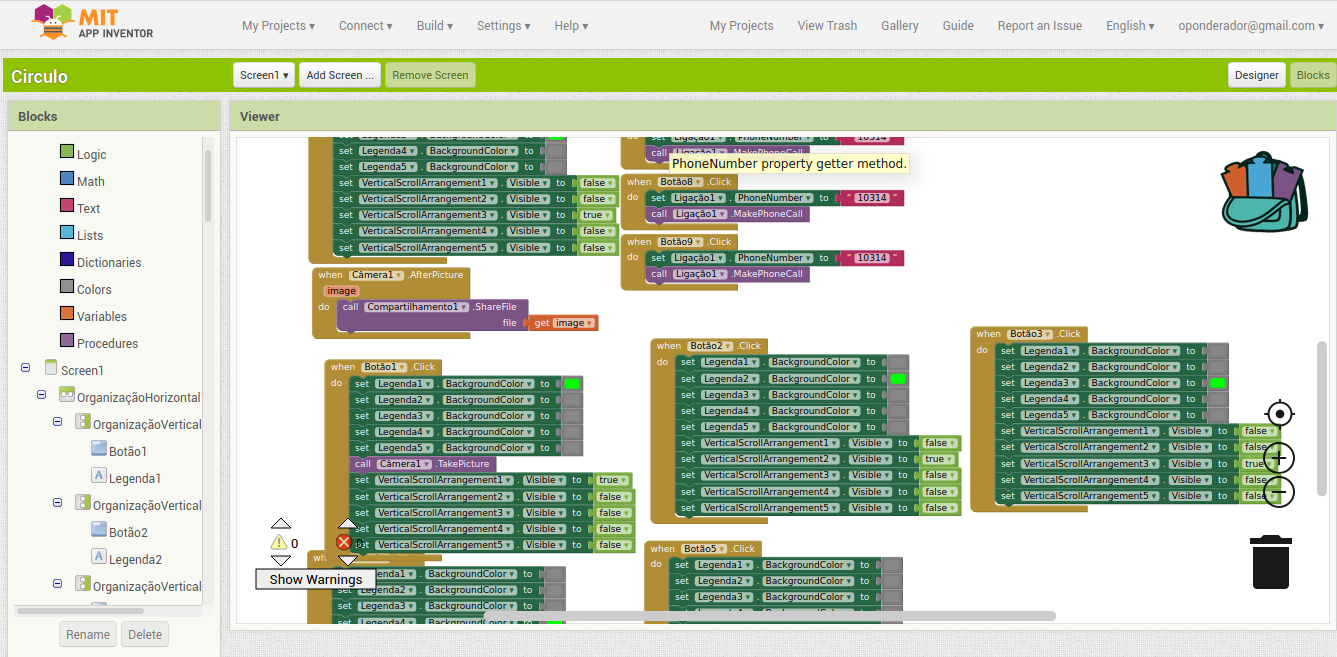 MIT
APP INVENTOR
My Projects ▾ Connect ▾ Build ▾ Settings ▾ Help ▾ My Projects View Trash Gallery Guide Report an Issue English ▾ oponderador@gmail.com ▾
Circulo
Screen1 ▾ Add Screen ... Remove Screen Designer Blocks
Blocks
Logic
Math
Text
Lists
Dictionaries
Colors
Variables
Procedures
Screen1
OrganizaçãoHorizontal
OrganizaçãoVertical
Botão1
A Legenda1
OrganizaçãoVertical
Botão2
A Legenda2
OrganizaçãoVertical
Rename Delete
Viewer
set Legenda4 . BackgroundColor to
set Legenda5 . BackgroundColor to
set VerticalScrollArrangement1 . Visible to false
set VerticalScrollArrangement2 . Visible to false
set VerticalScrollArrangement3 . Visible to true
set VerticalScrollArrangement4 . Visible to false
set VerticalScrollArrangement5 . Visible to false
set Ligação1 . PhoneNumber to 10314
call
PhoneNumber property getter method.
when Botão8 .Click
do set Ligação1 . PhoneNumber to " 10314 "
call Ligação1 .MakePhoneCall
when Botão9 .Click
do set Ligação1 . PhoneNumber to " 10314 "
call Ligação1 .MakePhoneCall
when Câmera1 .AfterPicture
image
do call Compartilhamento1 .ShareFile
file get image
when Botão1 .Click
do set Legenda1 . BackgroundColor to
set Legenda2 . BackgroundColor to
set Legenda3 . BackgroundColor to
set Legenda4 . BackgroundColor to
set Legenda5 . BackgroundColor to
call Câmera1 .TakePicture
set VerticalScrollArrangement1 . Visible to true
set VerticalScrollArrangement2 . Visible to false
set VerticalScrollArrangement3 . Visible to false
set VerticalScrollArrangement4 . Visible to false
set VerticalScrollArrangement5 . Visible to false
when Botão2 .Click
do set Legenda1 . BackgroundColor to
set Legenda2 . BackgroundColor to
set Legenda3 . BackgroundColor to
set Legenda4 . BackgroundColor to
set Legenda5 . BackgroundColor to
set VerticalScrollArrangement1 . Visible to false
set VerticalScrollArrangement2 . Visible to true
set VerticalScrollArrangement3 . Visible to false
set VerticalScrollArrangement4 . Visible to false
set VerticalScrollArrangement5 . Visible to false
when Botão3 .Click
do set Legenda1 . BackgroundColor to
set Legenda2 . BackgroundColor to
set Legenda3 . BackgroundColor to
set Legenda4 . BackgroundColor to
set Legenda5 . BackgroundColor to
set VerticalScrollArrangement1 . Visible to false
set VerticalScrollArrangement2 . Visible to false
set VerticalScrollArrangement3 . Visible to true
set VerticalScrollArrangement4 . Visible to false
set VerticalScrollArrangement5 . Visible to false
0 0
Show Warnings
Legenda1 . BackgroundColor to
Legenda2 . BackgroundColor to
set Legenda3 . BackgroundColor to
set Legenda4 . BackgroundColor to
when Botão5 .Click
do set Legenda1 . BackgroundColor to
set Legenda2 . BackgroundColor to
set Legenda3 . BackgroundColor to